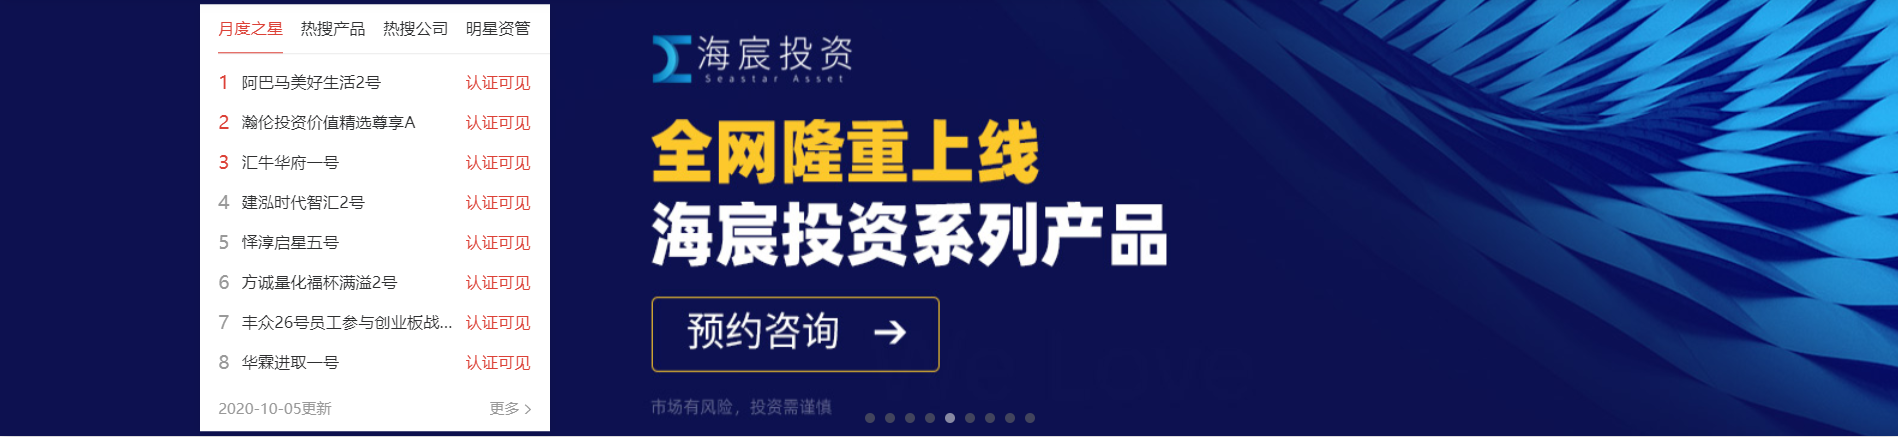 月度之星 热搜产品 热搜公司 明星资管
1 阿巴马美好生活2号 认证可见
2 瀚伦投资价值精选尊享A 认证可见
3 汇牛华府一号 认证可见
4 建泓时代智汇2号 认证可见
5 怿淳启星五号 认证可见
6 方诚量化福杯满溢2号 认证可见
7 丰众26号员工参与创业板战... 认证可见
8 华霖进取一号 认证可见
2020-10-05更新 更多 >
海宸投资
Seastar Asset
全网隆重上线
海宸投资系列产品
预约咨询 →
市场有风险，投资需谨慎